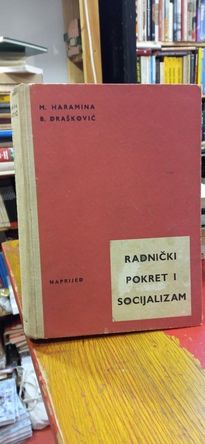 M. HARAMINA
B. DRAŠKOVIĆ
RADNIČKI
POKRET I
SOCIJALIZAM
NAPRIJED